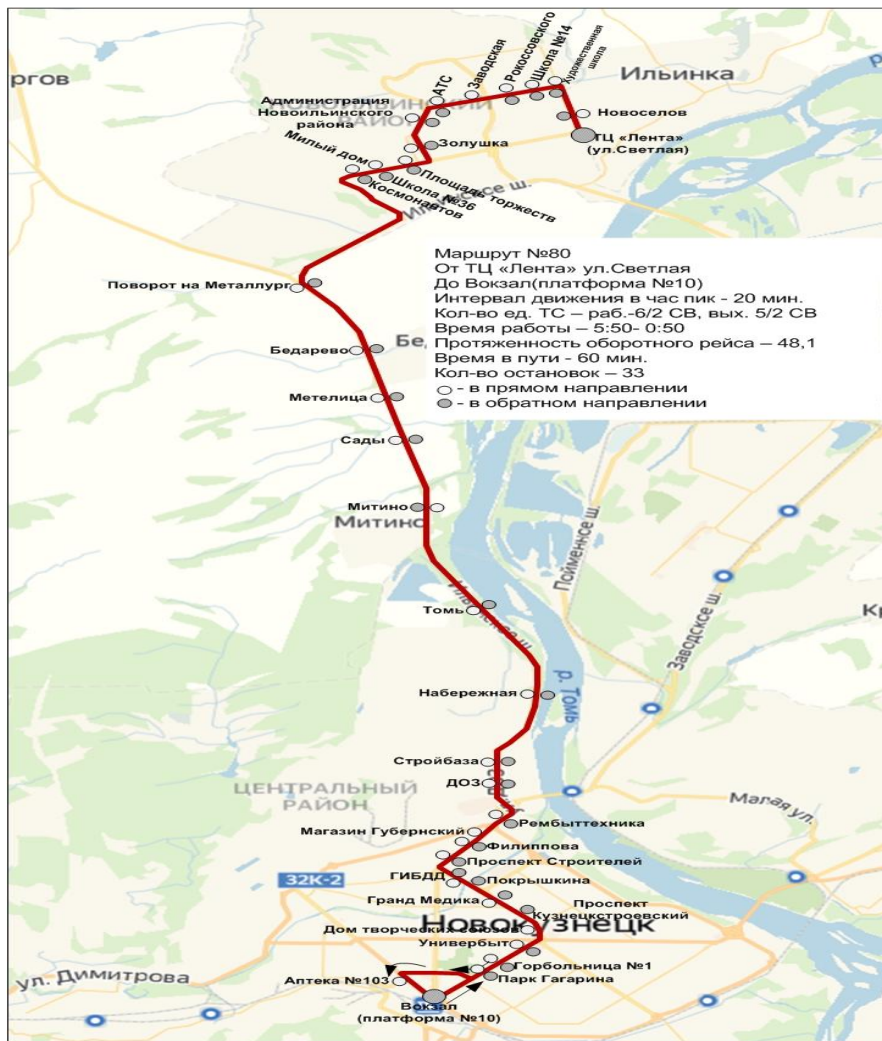 Рокоссовского
Школа №14
Художественная
школа
Заводская
АТС
ргов
Ильинка
Администрация
Новоильинского
района
Новоселов
ТЦ «Лента»
(ул.Светлая)
Золушка
Милый дом
Площадь торжеств
Школа №36
Космонавтов
Маршрут №80
От ТЦ «Лента» ул.Светлая
До Вокзал(платформа №10)
Интервал движения в час пик - 20 мин.
Кол-во ед. ТС – раб.-6/2 СВ, вых. 5/2 СВ
Время работы – 5:50- 0:50
Протяженность оборотного рейса – 48,1
Время в пути - 60 мин.
Кол-во остановок – 33
- в прямом направлении
- в обратном направлении
Поворот на Металлург
Бедарево
Метелица
Сады
Митино
Митино
Пойменное ш.
Заводское ш.
Томь
р. Томь
Набережная
Стройбаза
ДОЗ
ЦЕНТРАЛЬНЫЙ
РАЙОН
Малая ул.
Рембыттехника
Магазин Губернский
Филиппова
Проспект Строителей
ГИБДД
32К-2
Покрышкина
Гранд Медика
Проспект
Кузнецкстроевский
Новокузнецк
Дом творческих союзов
Универбыт
Горбольница №1
Парк Гагарина
ул. Димитрова
Аптека №103
Вокзал
(платформа №10)